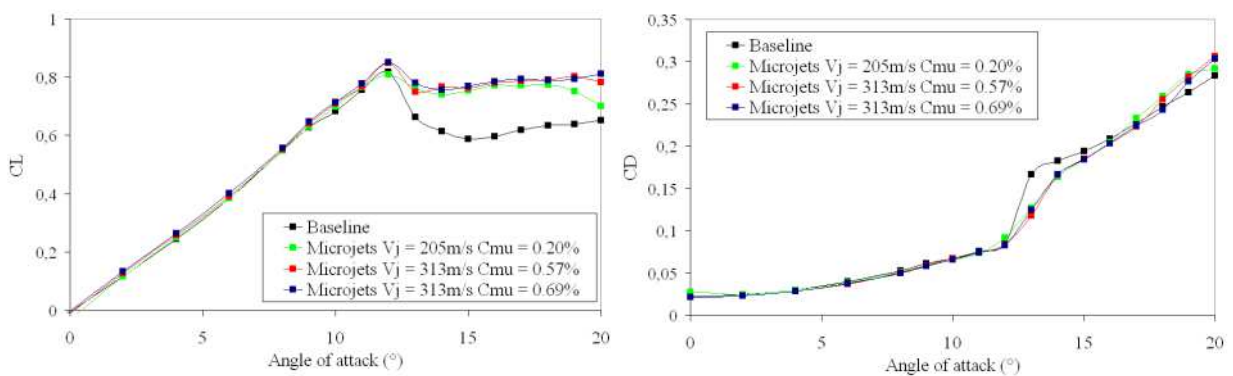 1
0,8
0,6
0,4
0,2
0
CL
0 5 10 15 20
Angle of attack (°)
Baseline
Microjets Vj = 205m/s Cmu = 0.20%
Microjets Vj = 313m/s Cmu = 0.57%
Microjets Vj = 313m/s Cmu = 0.69%
0,35
0,3
0,25
0,2
0,15
0,1
0,05
0
CD
0 5 10 15 20
Angle of attack (°)
Baseline
Microjets Vj = 205m/s Cmu = 0.20%
Microjets Vj = 313m/s Cmu = 0.57%
Microjets Vj = 313m/s Cmu = 0.69%